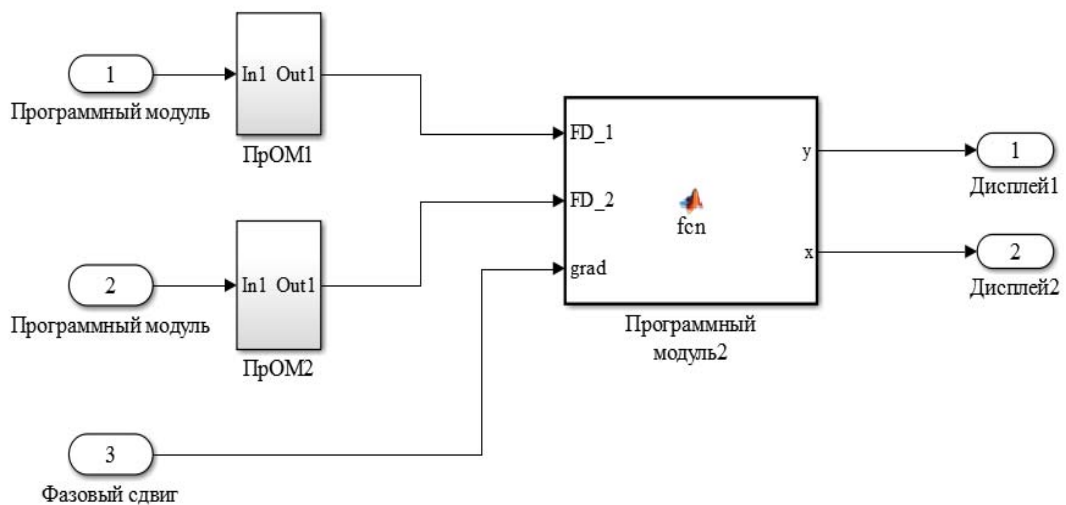 1
In1 Out1
Программный модуль
ПрОМ1
FD_1
y
1
Дисплей1
FD_2
fcn
2
In1 Out1
Программный модуль
ПрОМ2
grad
x
2
Дисплей2
Программный
модуль2
3
Фазовый сдвиг